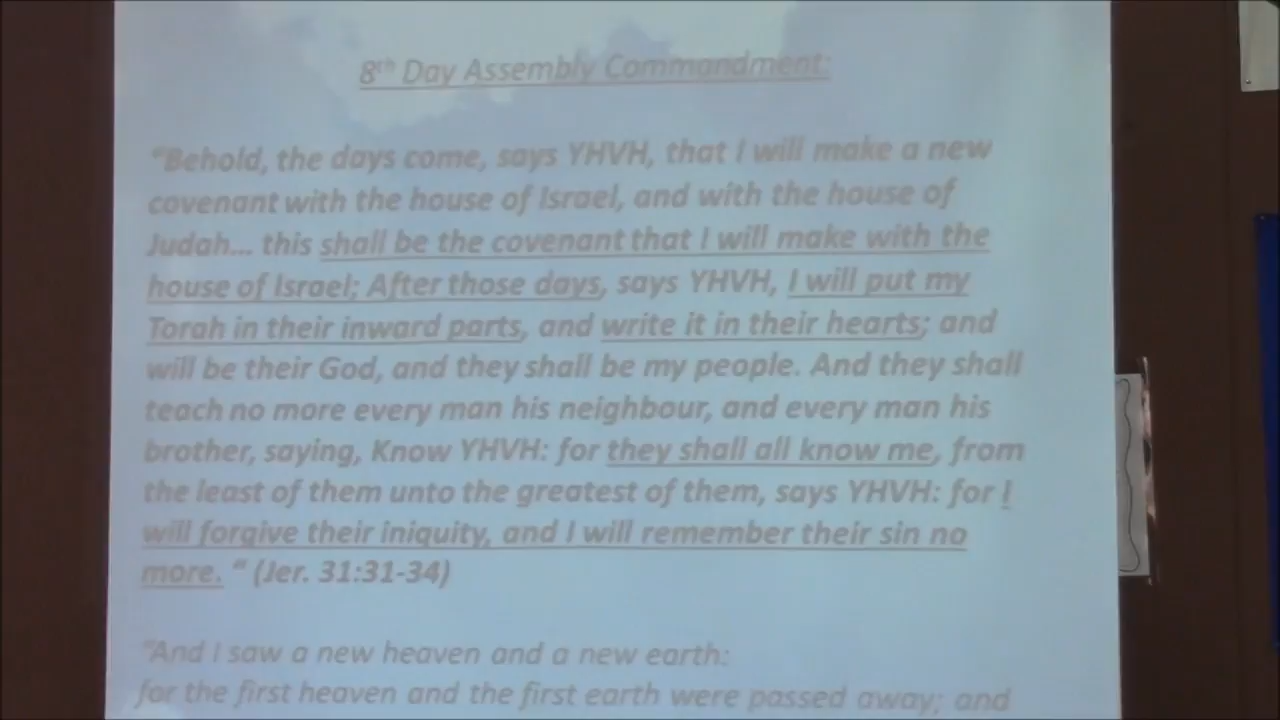 8th Day Assembly Commandment:
"Behold, the days come, says YHVH, that I will make a new
covenant with the house of Israel, and with the house of
Judah... this shall be the covenant that I will make with the
house of Israel; After those days, says YHVH, I will put my
Torah in their inward parts, and write it in their hearts; and
will be their God, and they shall be my people. And they shall
teach no more every man his neighbour, and every man his
brother, saying, Know YHVH: for they shall all know me, from
the least of them unto the greatest of them, says YHVH: for I
will forgive their iniquity, and I will remember their sin no
more. " (Jer. 31:31-34)
"And I saw a new heaven and a new earth:
for the first heaven and the first earth were passed away; and